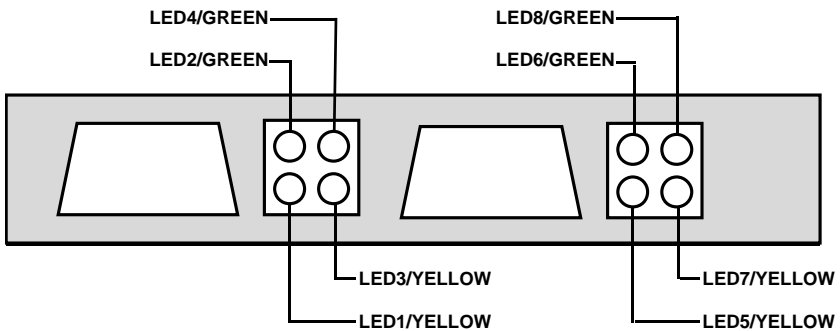 LED4/GREEN
LED8/GREEN
LED2/GREEN
LED6/GREEN
LED3/YELLOW
LED7/YELLOW
LED1/YELLOW
LED5/YELLOW